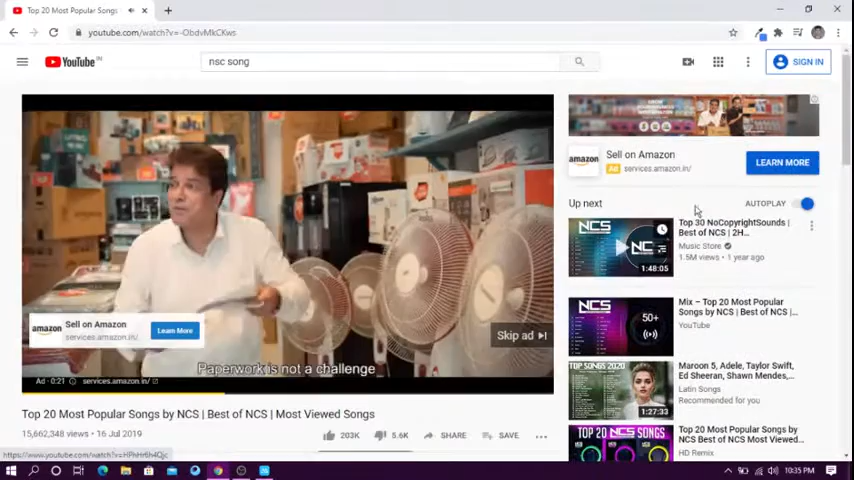 Top 20 Most Popular Songs
youtube.com/watch?v=-ObdvMkCKws
YouTube IN
nsc song
SIGN IN
Sell on Amazon
Ad services.amazon.in/
LEARN MORE
amazon
Up next
AUTOPLAY
Top 30 NoCopyrightSounds |
Best of NCS | 2H...
Music Store
1.5M views • 1 year ago
NCS
1:48:05
Mix – Top 20 Most Popular
Songs by NCS | Best of NCS |...
YouTube
NCS
50+
Maroon 5, Adele, Taylor Swift,
Ed Sheeran, Shawn Mendes,...
Latin Songs
Recommended for you
TOP SONGS 2020
1:27:33
Top 20 Most Popular Songs by
NCS Best of NCS Most Viewed...
HD Remix
TOP 20 SONGS
amazon
Sell on Amazon
services.amazon.in/
Learn More
Skip ad
Paperwork is not a challenge
Ad · 0:21
services.amazon.in/
Top 20 Most Popular Songs by NCS | Best of NCS | Most Viewed Songs
15,662,348 views • 16 Jul 2019
203K
5.6K
SHARE
SAVE
10:35 PM